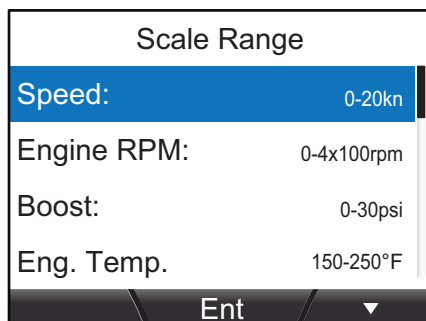 Scale Range
Speed: 0-20kn
Engine RPM: 0-4x100rpm
Boost: 0-30psi
Eng. Temp. 150-250°F
Ent